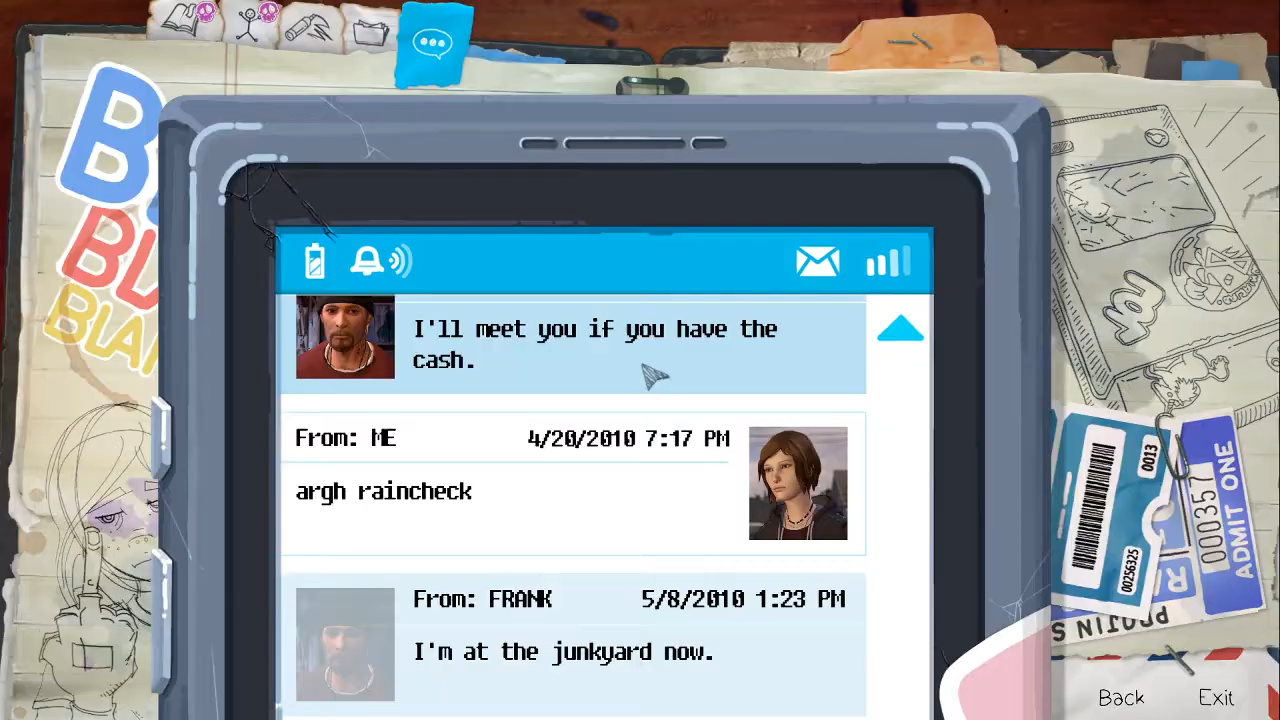 I'll meet you if you have the
cash.
From: ME 4/20/2010 7:17 PM
argh raincheck
From: FRANK 5/8/2010 1:23 PM
I'm at the junkyard now.
0013
00256325
000357
ADMIT ONE
Back Exit